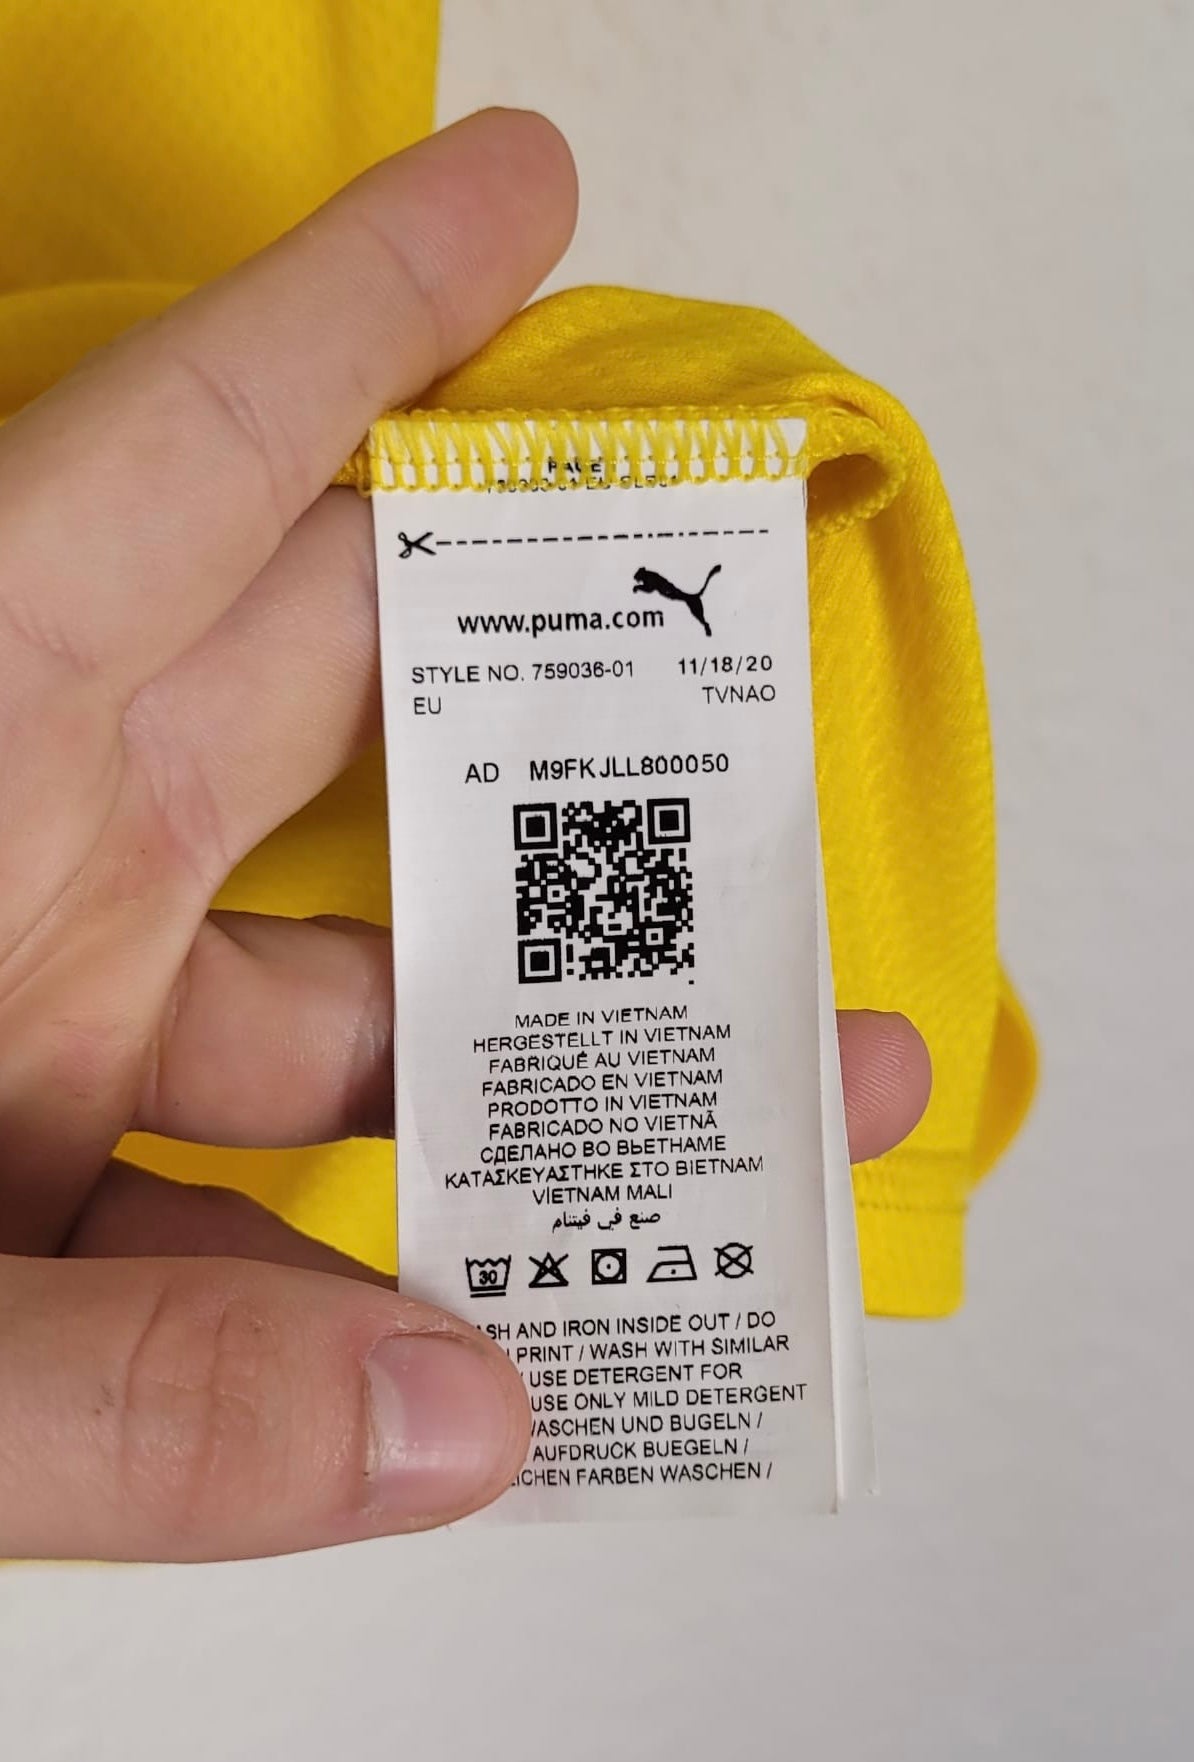 www.puma.com
STYLE NO. 759036-01 11/18/20
EU TVNAO
AD M9FKJLL800050
MADE IN VIETNAM
HERGESTELLT IN VIETNAM
FABRIQUÉ AU VIETNAM
FABRICADO EN VIETNAM
PRODOTTO IN VIETNAM
FABRICADO NO VIETNÃ
СДЕЛАНО ВО ВЬЕТНАМЕ
ΚΑΤΑΣΚΕΥΑΣΤΗΚΕ ΣΤΟ ΒΙΕΤΝΑΜ
VİETNAM MALI
صنع في فيتنام
30
AND IRON INSIDE OUT / DO
PRINT / WASH WITH SIMILAR
/ USE DETERGENT FOR
USE ONLY MILD DETERGENT
WASCHEN UND BUGELN /
AUFDRUCK BUEGELN /
FARBEN WASCHEN /